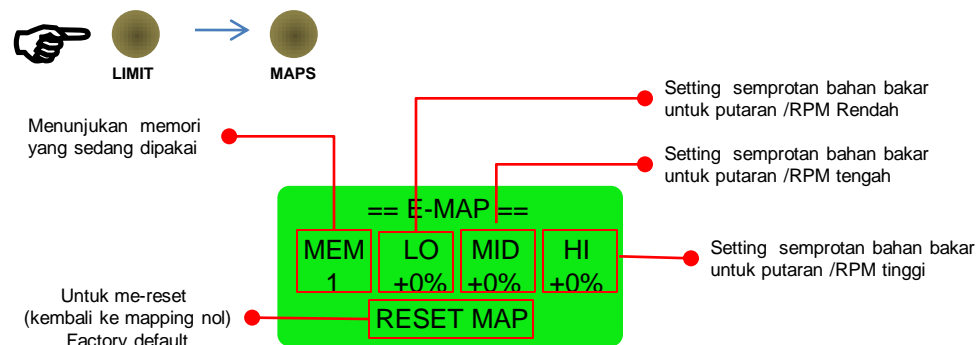 LIMIT
MAPS
Setting semprotan bahan bakar
untuk putaran /RPM Rendah
Menunjukan memori
yang sedang dipakai
Setting semprotan bahan bakar
untuk putaran /RPM tengah
== E-MAP ==
MEM LO MID HI
1 +0% +0% +0%
RESET MAP
Setting semprotan bahan bakar
untuk putaran /RPM tinggi
Untuk me-reset
(kembali ke mapping nol)
Factory default